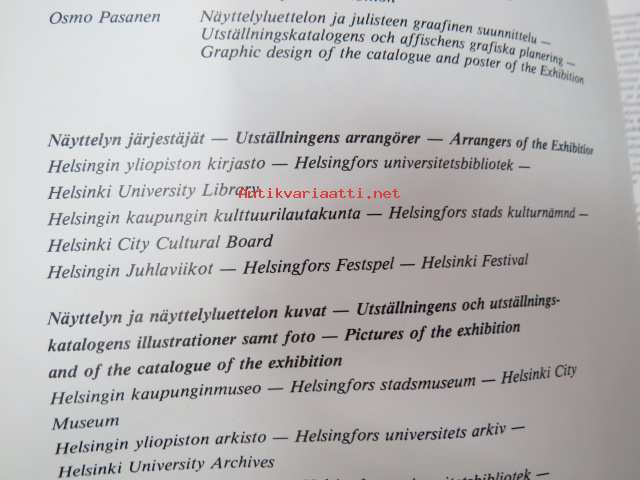 Osmo Pasanen Näyttelyluettelon ja julisteen graafinen suunnittelu —
Utställningskatalogens och affischens grafiska planering —
Graphic design of the catalogue and poster of the Exhibition
Näyttelyn järjestäjät — Utställningens arrangörer — Arrangers of the Exhibition
Helsingin yliopiston kirjasto — Helsingfors universitetsbibliotek —
Helsinki University Library
Antikvariaatti.net
Helsingin kaupungin kulttuurilautakunta — Helsingfors stads kulturnämnd —
Helsinki City Cultural Board
Helsingin Juhlaviikot — Helsingfors Festspel — Helsinki Festival
Näyttelyn ja näyttelyluettelon kuvat — Utställningens och utställnings-
katalogens illustrationer samt foto — Pictures of the exhibition
and of the catalogue of the exhibition
Helsingin kaupunginmuseo — Helsingfors stadsmuseum — Helsinki City
Museum
Helsingin yliopiston arkisto — Helsingfors universitets arkiv —
Helsinki University Archives